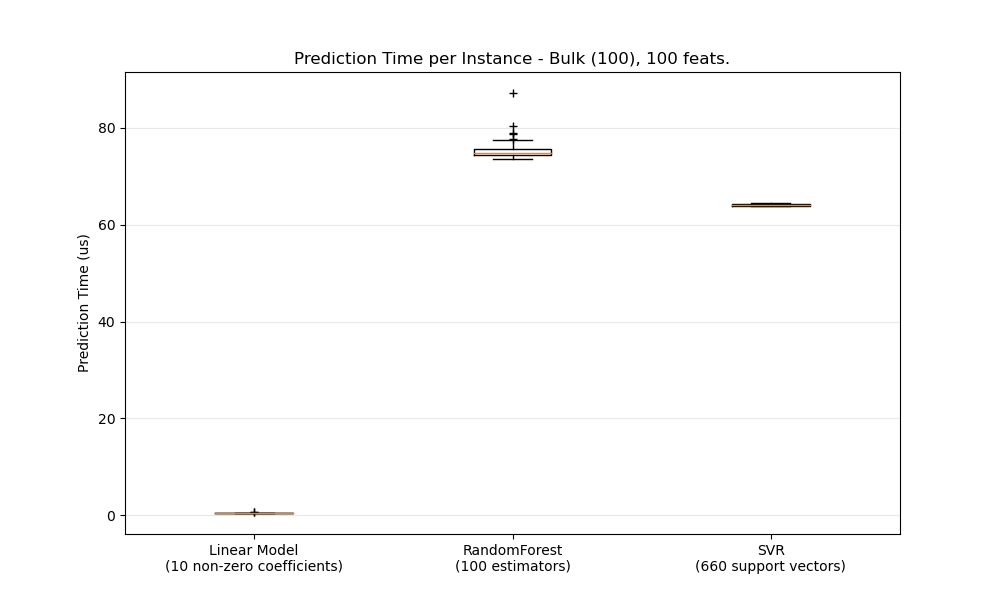 Prediction Time per Instance - Bulk (100), 100 feats.
Prediction Time (us)
80
60
40
20
0
Linear Model
(10 non-zero coefficients)
RandomForest
(100 estimators)
SVR
(660 support vectors)